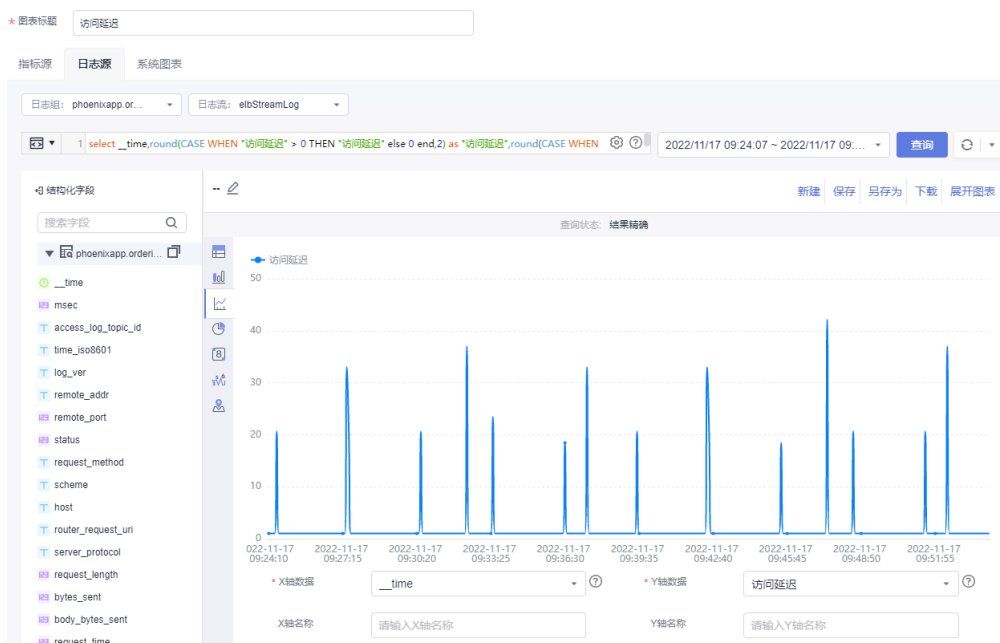 * 图表标题 访问延迟
指标源 日志源 系统图表
日志组: phoenixapp.or... 日志流: elbStreamLog
1 select __time,round(CASE WHEN "访问延迟" > 0 THEN "访问延迟" else 0 end,2) as "访问延迟",round(CASE WHEN 2022/11/17 09:24:07 ~ 2022/11/17 09:... 查询
结构化字段 -- 新建 保存 另存为 下载 展开图表
搜索字段 查询状态: 结果精确
phoenixapp.orderi...
__time
msec
access_log_topic_id
time_iso8601
log_ver
remote_addr
remote_port
status
request_method
scheme
host
router_request_uri
server_protocol
request_length
bytes_sent
body_bytes_sent
request_time
访问延迟
50
40
30
20
10
0
022-11-17 2022-11-17 2022-11-17 2022-11-17 2022-11-17 2022-11-17 2022-11-17 2022-11-17 2022-11-17 2022-11-17
09:24:10 09:27:15 09:30:20 09:33:25 09:36:30 09:39:35 09:42:40 09:45:45 09:48:50 09:51:55
* X轴数据 __time * Y轴数据 访问延迟
X轴名称 请输入X轴名称 Y轴名称 请输入Y轴名称